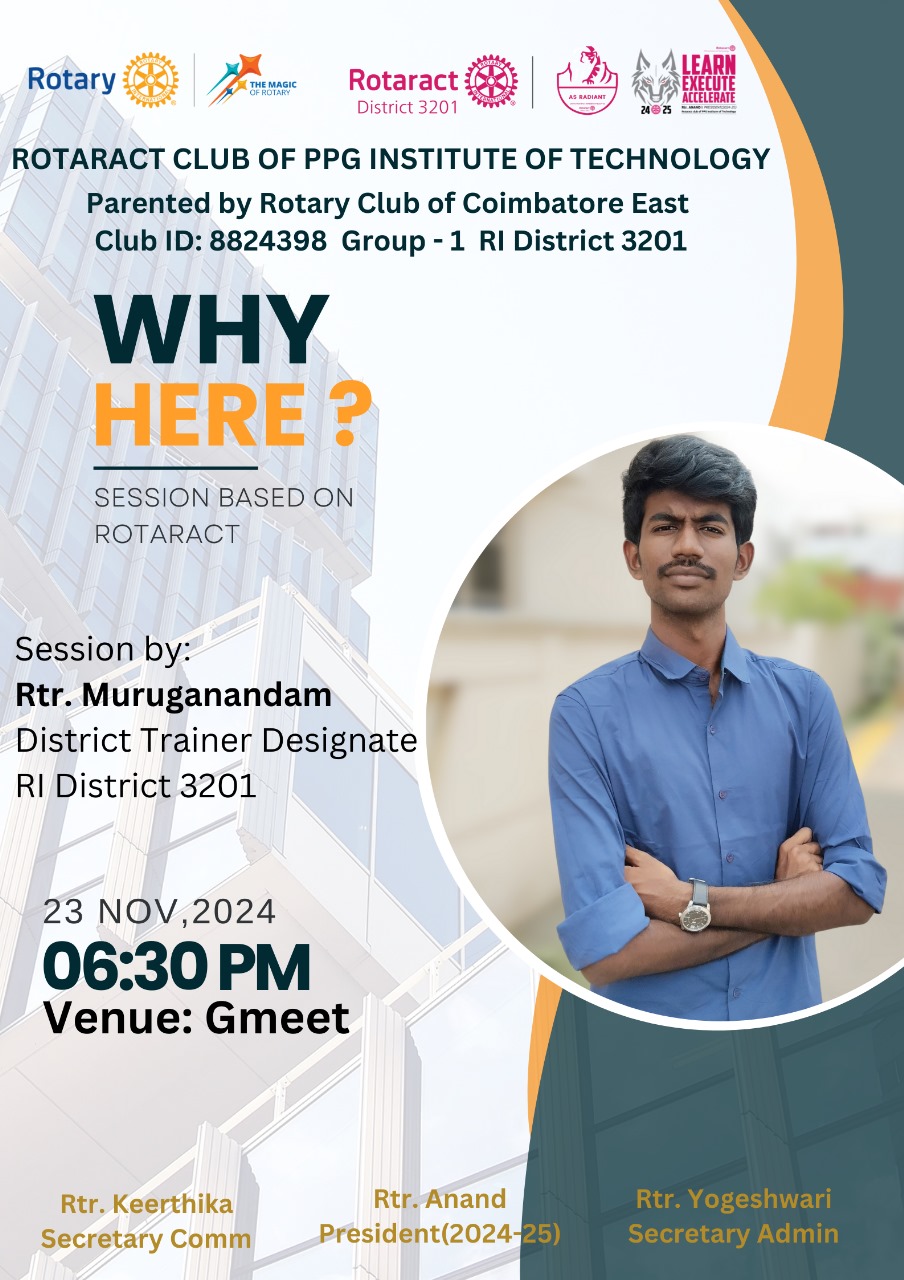 Rotary
THE MAGIC
OF ROTARY
Rotaract
District 3201
AS RADIANT
24 25
LEARN
EXECUTE
ACCELERATE
ROTARACT CLUB OF PPG INSTITUTE OF TECHNOLOGY
Parented by Rotary Club of Coimbatore East
Club ID: 8824398 Group - 1 RI District 3201
WHY
HERE ?
SESSION BASED ON
ROTARACT
Session by:
Rtr. Muruganandam
District Trainer Designate
RI District 3201
23 NOV,2024
06:30 PM
Venue: Gmeet
Rtr. Keerthika
Secretary Comm
Rtr. Anand
President(2024-25)
Rtr. Yogeshwari
Secretary Admin